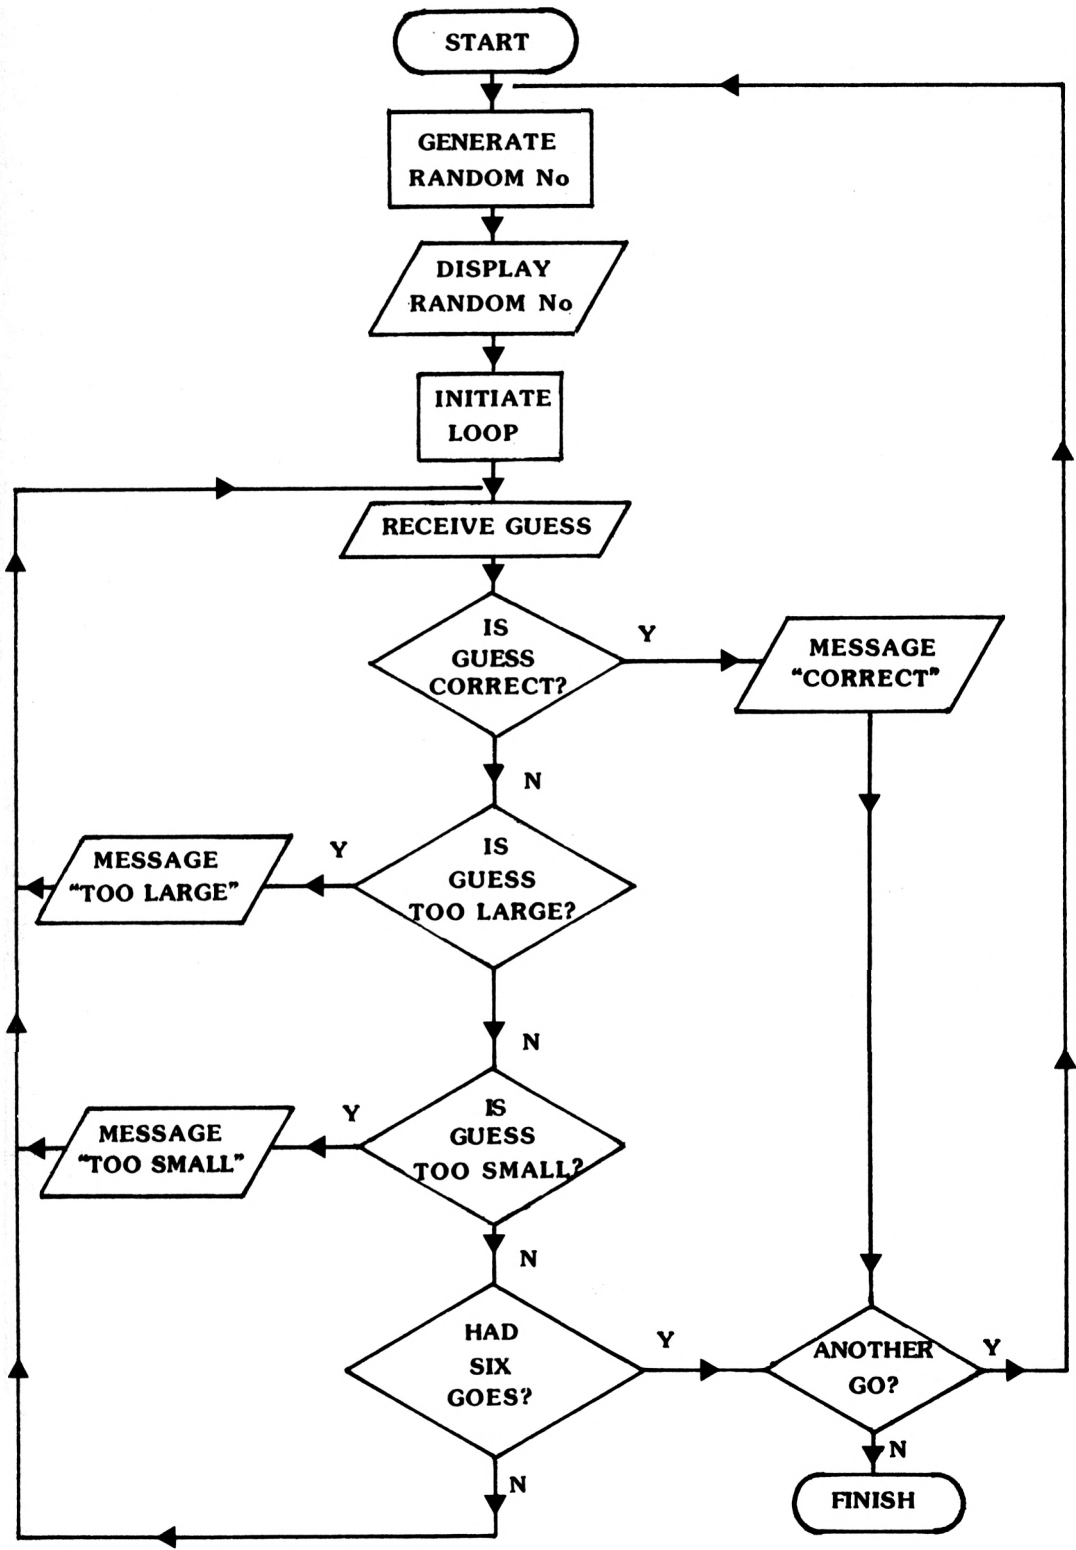 START
GENERATE
RANDOM No
DISPLAY
RANDOM No
INITIATE
LOOP
RECEIVE GUESS
IS
GUESS
CORRECT?
Y
MESSAGE
"CORRECT"
N
IS
GUESS
TOO LARGE?
Y
MESSAGE
"TOO LARGE"
N
IS
GUESS
TOO SMALL?
Y
MESSAGE
"TOO SMALL"
N
HAD
SIX
GOES?
Y
ANOTHER
GO?
Y
N
N
FINISH